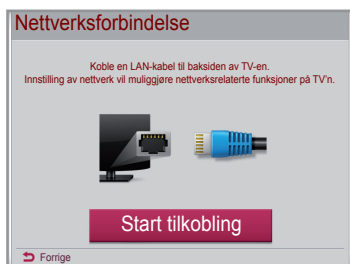 Nettverksforbindelse
Koble en LAN-kabel til baksiden av TV-en.
Innstilling av nettverk vil muliggjøre nettverksrelaterte funksjoner på TV'n.
Start tilkobling
Forrige